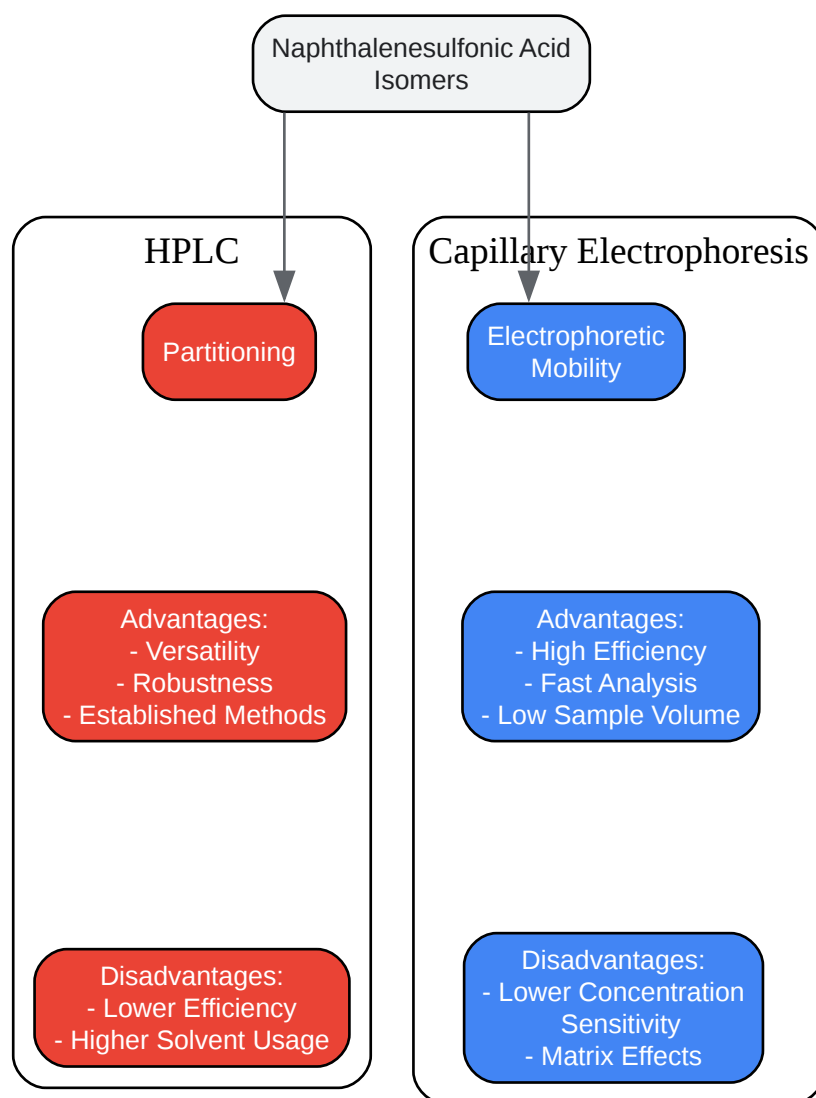 Naphthalenesulfonic Acid
Isomers
HPLC
Partitioning
Advantages:
- Versatility
- Robustness
- Established Methods
Disadvantages:
- Lower Efficiency
- Higher Solvent Usage
Capillary Electrophoresis
Electrophoretic
Mobility
Advantages:
- High Efficiency
- Fast Analysis
- Low Sample Volume
Disadvantages:
- Lower Concentration
Sensitivity
- Matrix Effects